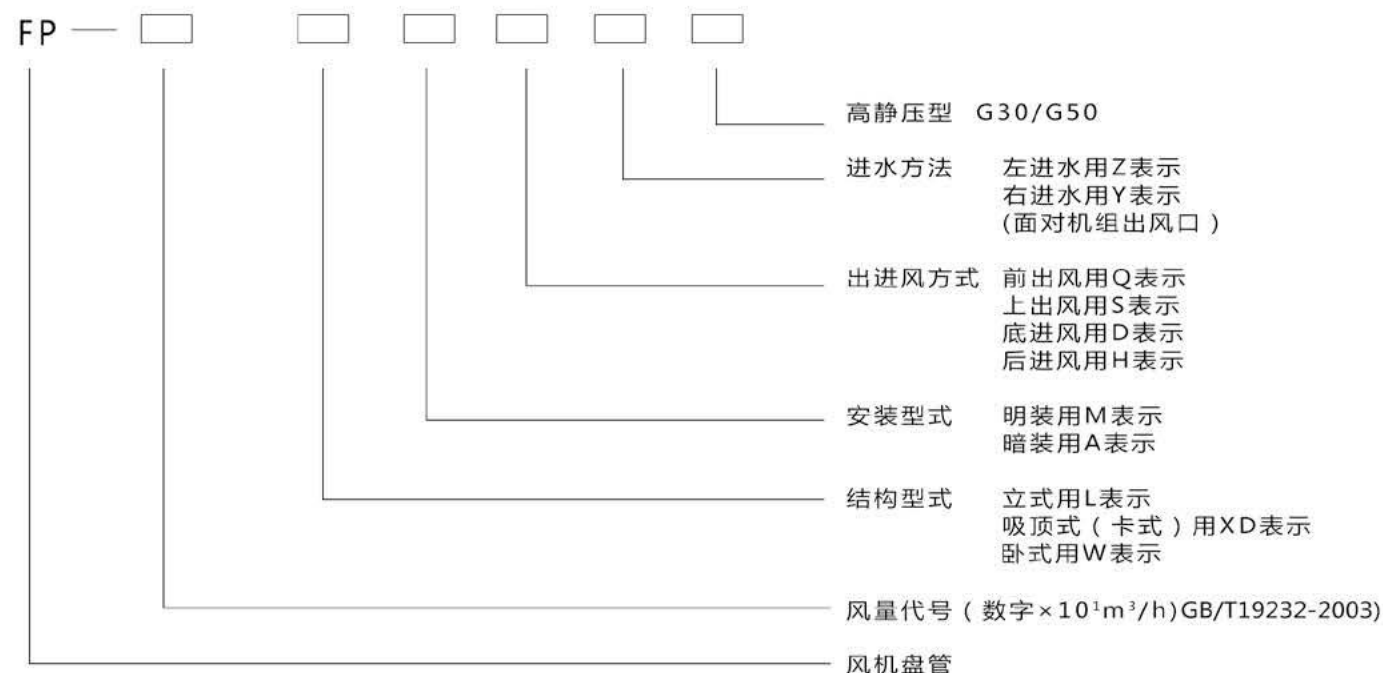 FP —
高静压型 G30/G50
进水方法 左进水用Z表示
右进水用Y表示
(面对机组出风口)
出进风方式 前出风用Q表示
上出风用S表示
底进风用D表示
后进风用H表示
安装型式 明装用M表示
暗装用A表示
结构型式 立式用L表示
吸顶式(卡式)用XD表示
卧式用W表示
风量代号(数字×10¹m³/h)GB/T19232-2003)
风机盘管